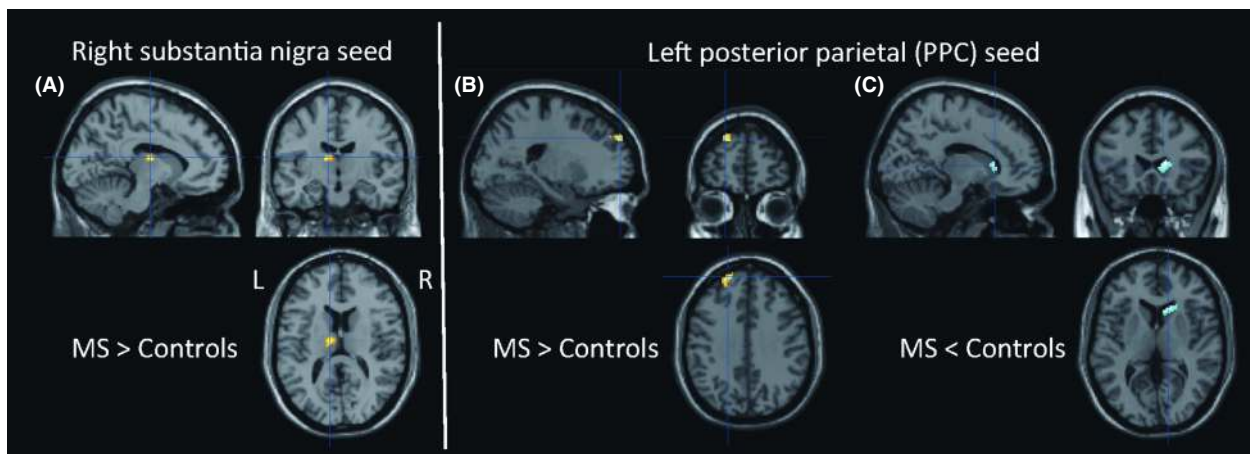 Right substantia nigra seed
Left posterior parietal (PPC) seed
(A)
(B)
(C)
L
R
MS > Controls
MS > Controls
MS < Controls